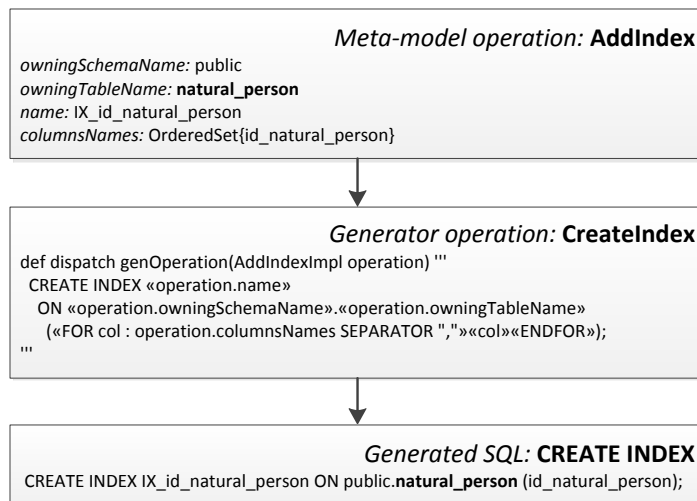 Meta-model operation: AddIndex
owningSchemaName: public
owningTableName: natural_person
name: IX_id_natural_person
columnsNames: OrderedSet{id_natural_person}
Generator operation: CreateIndex
def dispatch genOperation(AddIndexImpl operation) '''
CREATE INDEX «operation.name»
ON «operation.owningSchemaName».«operation.owningTableName»
(«FOR col : operation.columnsNames SEPARATOR ","»«col»«ENDFOR»);
'''
Generated SQL: CREATE INDEX
CREATE INDEX IX_id_natural_person ON public.natural_person (id_natural_person);